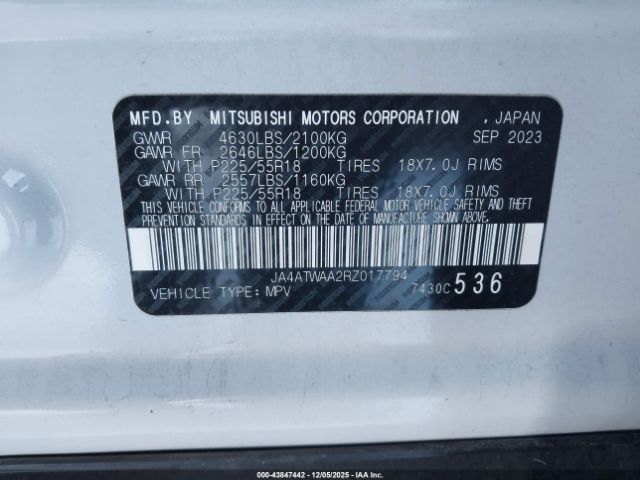 MFD.BY MITSUBISHI MOTORS CORPORATION , JAPAN
GVWR 4630LBS/2100KG SEP 2023
GAWR FR 2646LBS/1200KG
WITH P225/55R18 TIRES 18X7.0J RIMS
GAWR RR 2557LBS/1160KG
WITH P225/55R18 TIRES 18X7.0J RIMS
THIS VEHICLE CONFORMS TO ALL APPLICABLE FEDERAL MOTOR VEHICLE SAFETY AND THEFT
PREVENTION STANDARDS IN EFFECT ON THE DATE OF MANUFACTURE SHOWN ABOVE.
JA4ATWAA2RZ017794
VEHICLE TYPE: MPV 7430C 536
© IAAI - 43847442 - 12/05/2025 - IAAI.COM